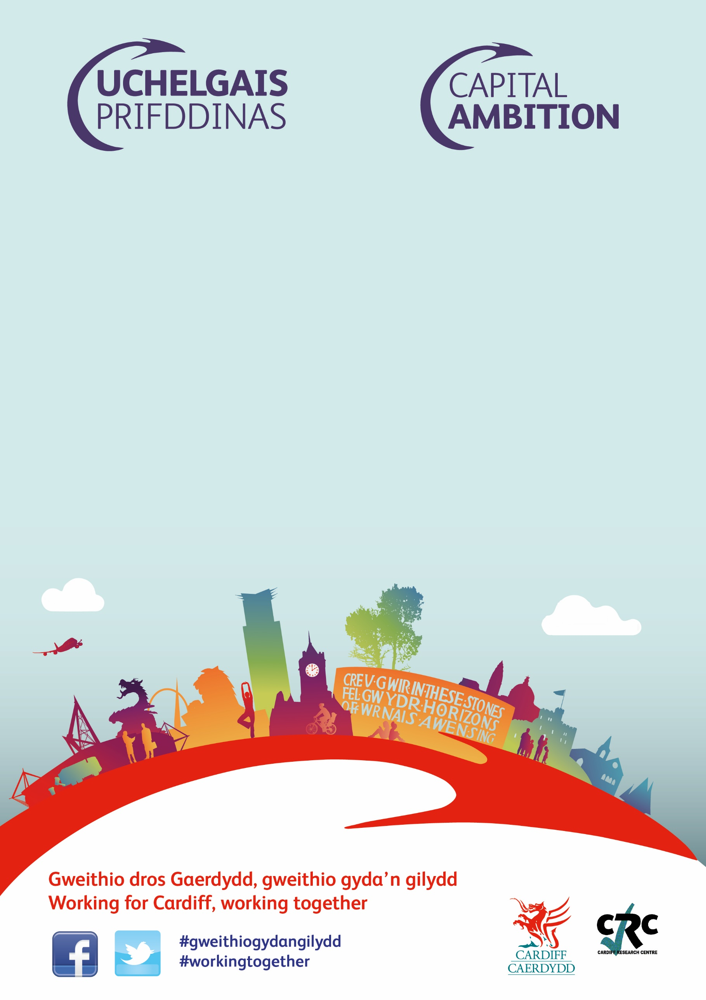 UCHELGAIS
PRIFDDINAS
CAPITAL
AMBITION
CREU·GWIR·IN·THESE·STONES
FEL·GWYDR·HORIZONS
O·FFWRNAIS·AWEN·SING
Gweithio dros Gaerdydd, gweithio gyda’n gilydd
Working for Cardiff, working together
#gweithiogydangilydd
#workingtogether
CARDIFF
CAERDYDD
CRC
CARDIFF RESEARCH CENTRE